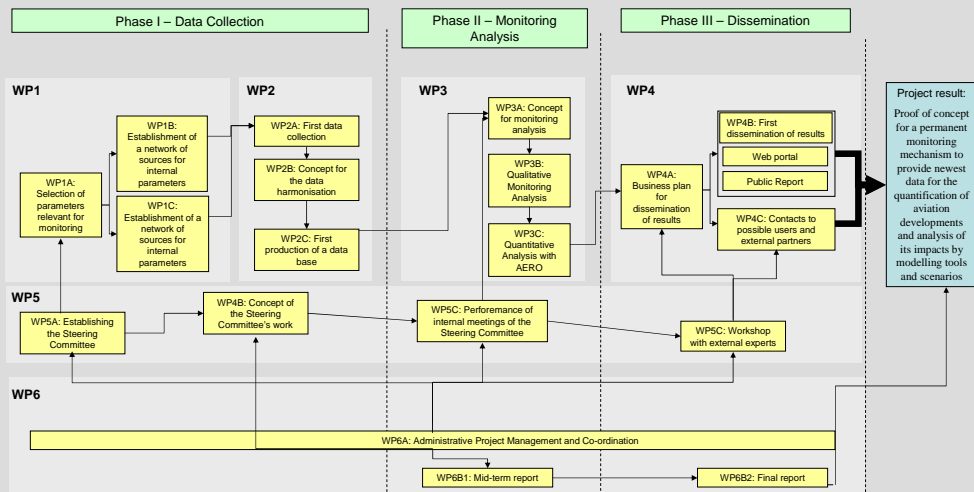 Phase I – Data Collection
Phase II – Monitoring
Analysis
Phase III – Dissemination
WP1
WP1A:
Selection of
parameters
relevant for
monitoring
WP1B:
Establishment of
a network of
sources for
internal
parameters
WP1C:
Establishment of a
network of
sources for
internal
parameters
WP2
WP2A: First data
collection
WP2B: Concept for
the data
harmonisation
WP2C: First
production of a data
base
WP3
WP3A: Concept
for monitoring
analysis
WP3B:
Qualitative
Monitoring
Analysis
WP3C:
Quantitative
Analysis with
AERO
WP4
WP4A: Business
plan for
dissemination
of results
WP4B: First
dissemination of results
Web portal
Public Report
WP4C: Contacts to
possible users and
external partners
Project result:
Proof of concept
for a permanent
monitoring
mechanism to
provide newest
data for the
quantification of
aviation
developments
and analysis of
its impacts by
modelling tools
and scenarios
WP5
WP5A: Establishing
the Steering
Committee
WP4B: Concept of
the Steering
Committee's work
WP5C: Performance of
internal meetings of the
Steering Committee
WP5C: Workshop
with external experts
WP6
WP6A: Administrative Project Management and Co-ordination
WP6B1: Mid-term report
WP6B2: Final report